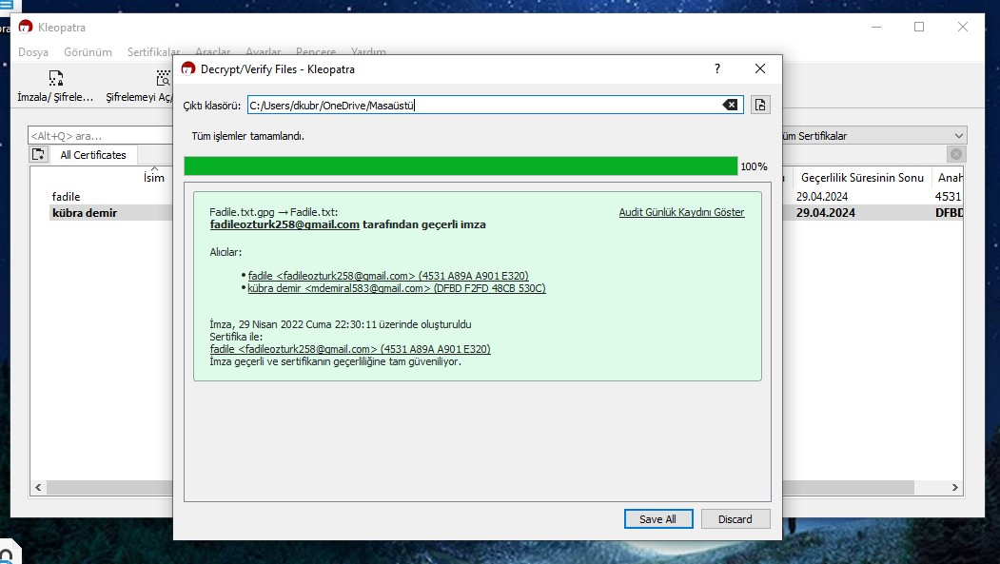 Kleopatra
Dosya Görünüm Sertifikalar Araçlar Ayarlar Pencere Yardım
Decrypt/Verify Files - Kleopatra
İmzala/ Şifrele...
Şifrelemeyi Aç/
Çıktı klasörü: C:/Users/dkubr/OneDrive/Masaüstü
Tüm işlemler tamamlandı.
<Alt+Q> ara...
üm Sertifikalar
All Certificates
100%
İsim
Geçerlilik Süresinin Sonu
Anah
fadile
29.04.2024
4531
kübra demir
29.04.2024
DFBD
Fadile.txt.gpg → Fadile.txt:
Audit Günlük Kaydını Göster
fadileozturk258@gmail.com tarafından geçerli imza
Alıcılar:
• fadile <fadileozturk258@gmail.com> (4531 A89A A901 E320)
• kübra demir <mdemiral583@gmail.com> (DFBD F2FD 48CB 530C)
İmza, 29 Nisan 2022 Cuma 22:30:11 üzerinde oluşturuldu
Sertifika ile:
fadile <fadileozturk258@gmail.com> (4531 A89A A901 E320)
İmza geçerli ve sertifikanın geçerliliğine tam güveniliyor.
Save All
Discard